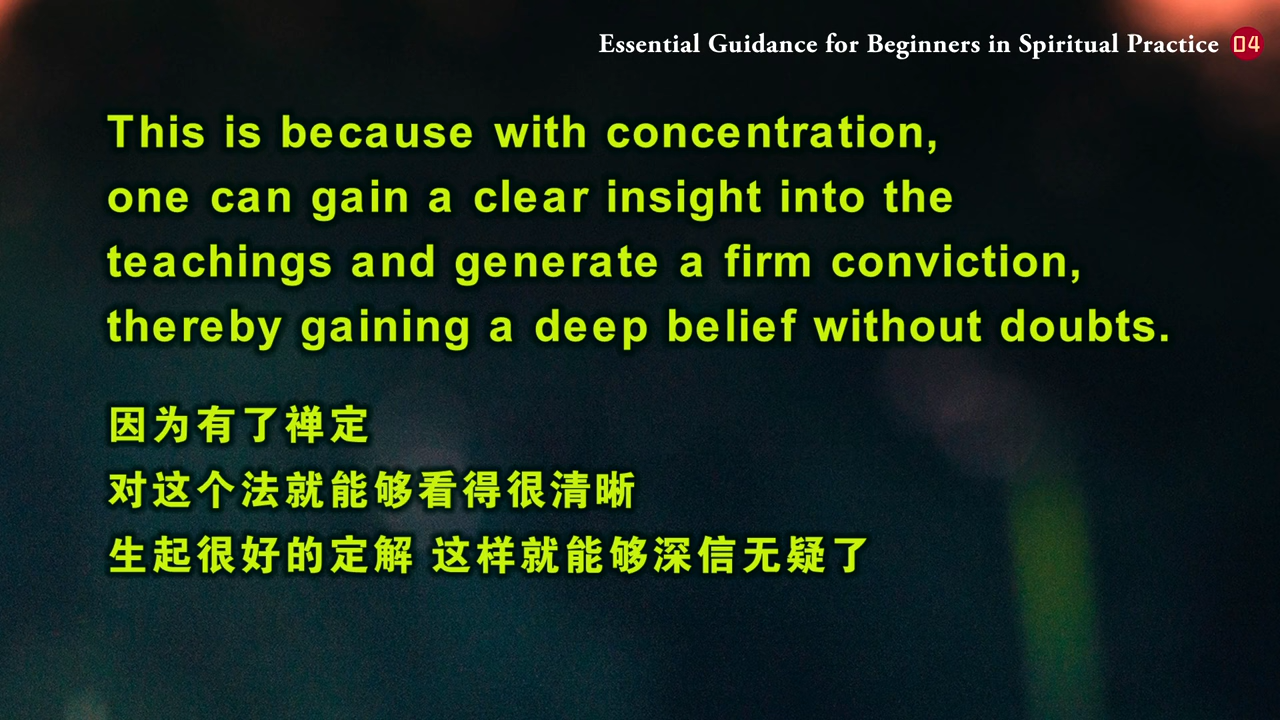 Essential Guidance for Beginners in Spiritual Practice 04
This is because with concentration,
one can gain a clear insight into the
teachings and generate a firm conviction,
thereby gaining a deep belief without doubts.
因为有了禅定
对这个法就能够看得很清晰
生起很好的定解 这样就能够深信无疑了